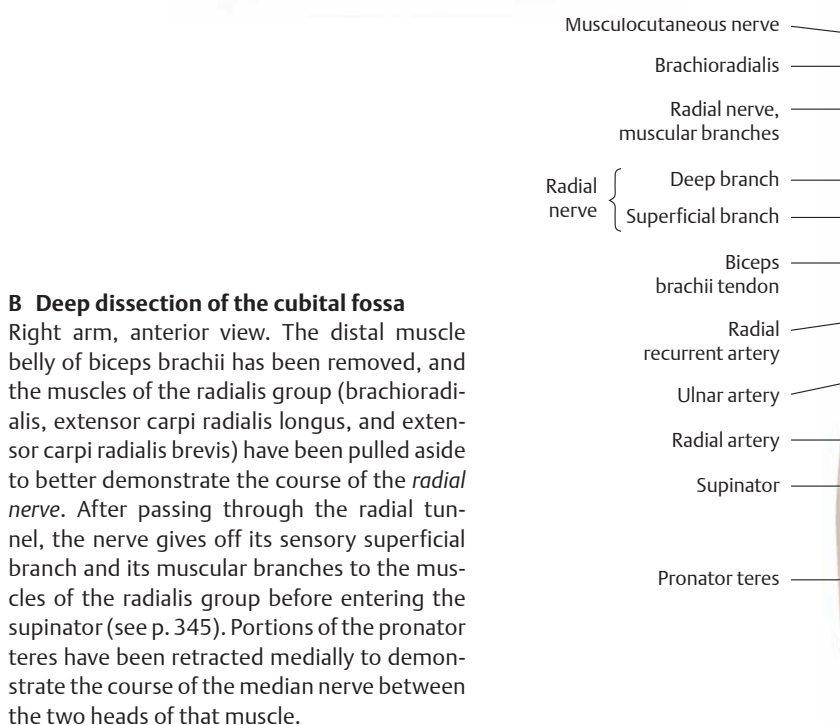 Musculocutaneous nerve
Brachioradialis
Radial nerve,
muscular branches
Radial
nerve
Deep branch
Superficial branch
Biceps
brachii tendon
Radial
recurrent artery
Ulnar artery
Radial artery
Supinator
Pronator teres
B Deep dissection of the cubital fossa
Right arm, anterior view. The distal muscle
belly of biceps brachii has been removed, and
the muscles of the radialis group (brachioradi-
alis, extensor carpi radialis longus, and exten-
sor carpi radialis brevis) have been pulled aside
to better demonstrate the course of the radial
nerve. After passing through the radial tun-
nel, the nerve gives off its sensory superficial
branch and its muscular branches to the mus-
cles of the radialis group before entering the
supinator (see p. 345). Portions of the pronator
teres have been retracted medially to demon-
strate the course of the median nerve between
the two heads of that muscle.